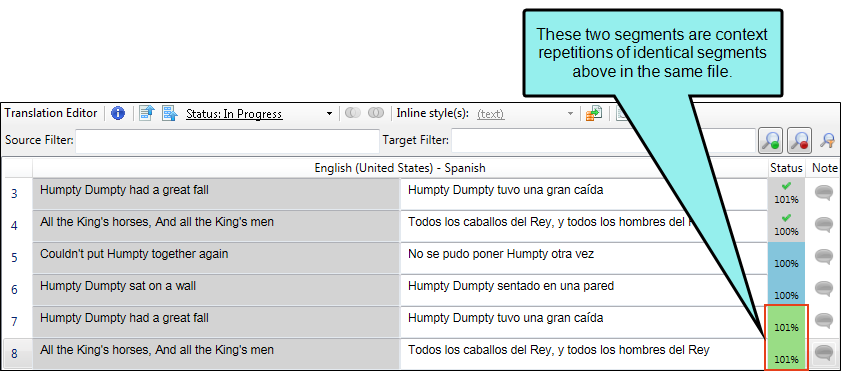 These two segments are context
repetitions of identical segments
above in the same file.
Translation Editor Status: In Progress Inline style(s): (text)
Source Filter: Target Filter:
English (United States) - Spanish Status Note
3 Humpty Dumpty had a great fall Humpty Dumpty tuvo una gran caída 101%
4 All the King's horses, And all the King's men Todos los caballos del Rey, y todos los hombres del 100%
5 Couldn't put Humpty together again No se pudo poner Humpty otra vez 100%
6 Humpty Dumpty sat on a wall Humpty Dumpty sentado en una pared 100%
7 Humpty Dumpty had a great fall Humpty Dumpty tuvo una gran caída 101%
8 All the King's horses, And all the King's men Todos los caballos del Rey, y todos los hombres del Rey 101%